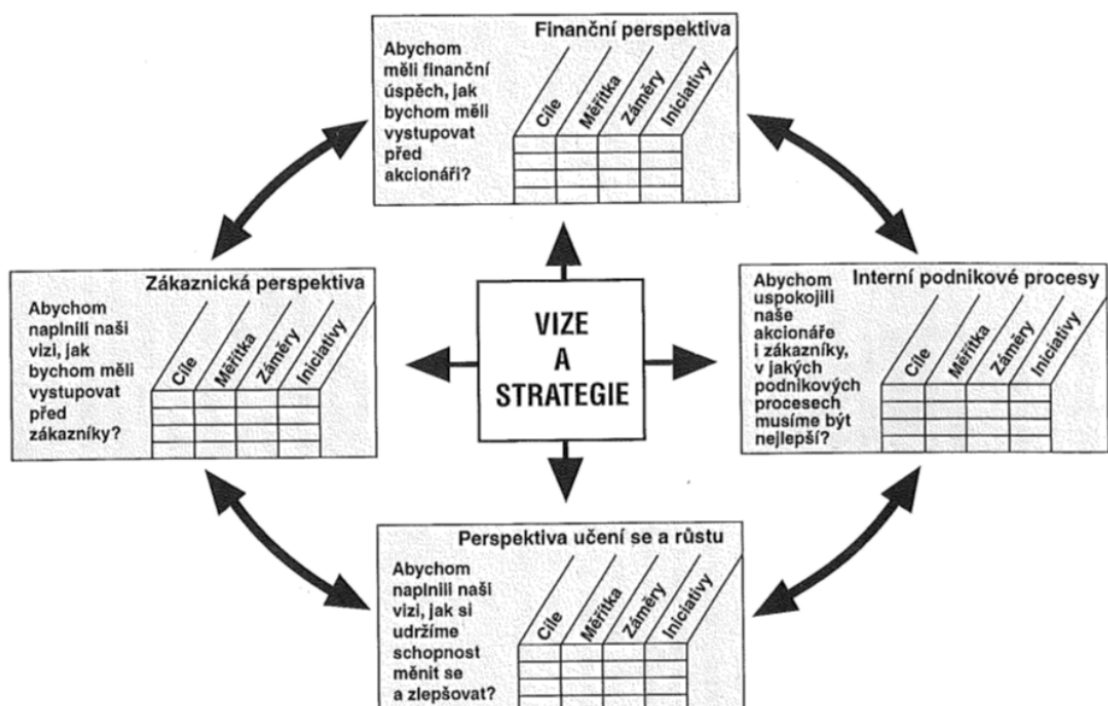 Finanční perspektiva
Abychom
měli finanční
úspěch, jak
bychom měli
vystupovat
před
akcionáři?
Cíle
Měřítka
Záměry
Iniciativy
Zákaznická perspektiva
Abychom
naplnili naši
vizi, jak
bychom měli
vystupovat
před
zákazníky?
Cíle
Měřítka
Záměry
Iniciativy
VIZE
A
STRATEGIE
Interní podnikové procesy
Abychom
uspokojili
naše
akcionáře
i zákazníky,
v jakých
podnikových
procesech
musíme být
nejlepší?
Cíle
Měřítka
Záměry
Iniciativy
Perspektiva učení se a růstu
Abychom
naplnili naši
vizi, jak si
udržíme
schopnost
měnit se
a zlepšovat?
Cíle
Měřítka
Záměry
Iniciativy